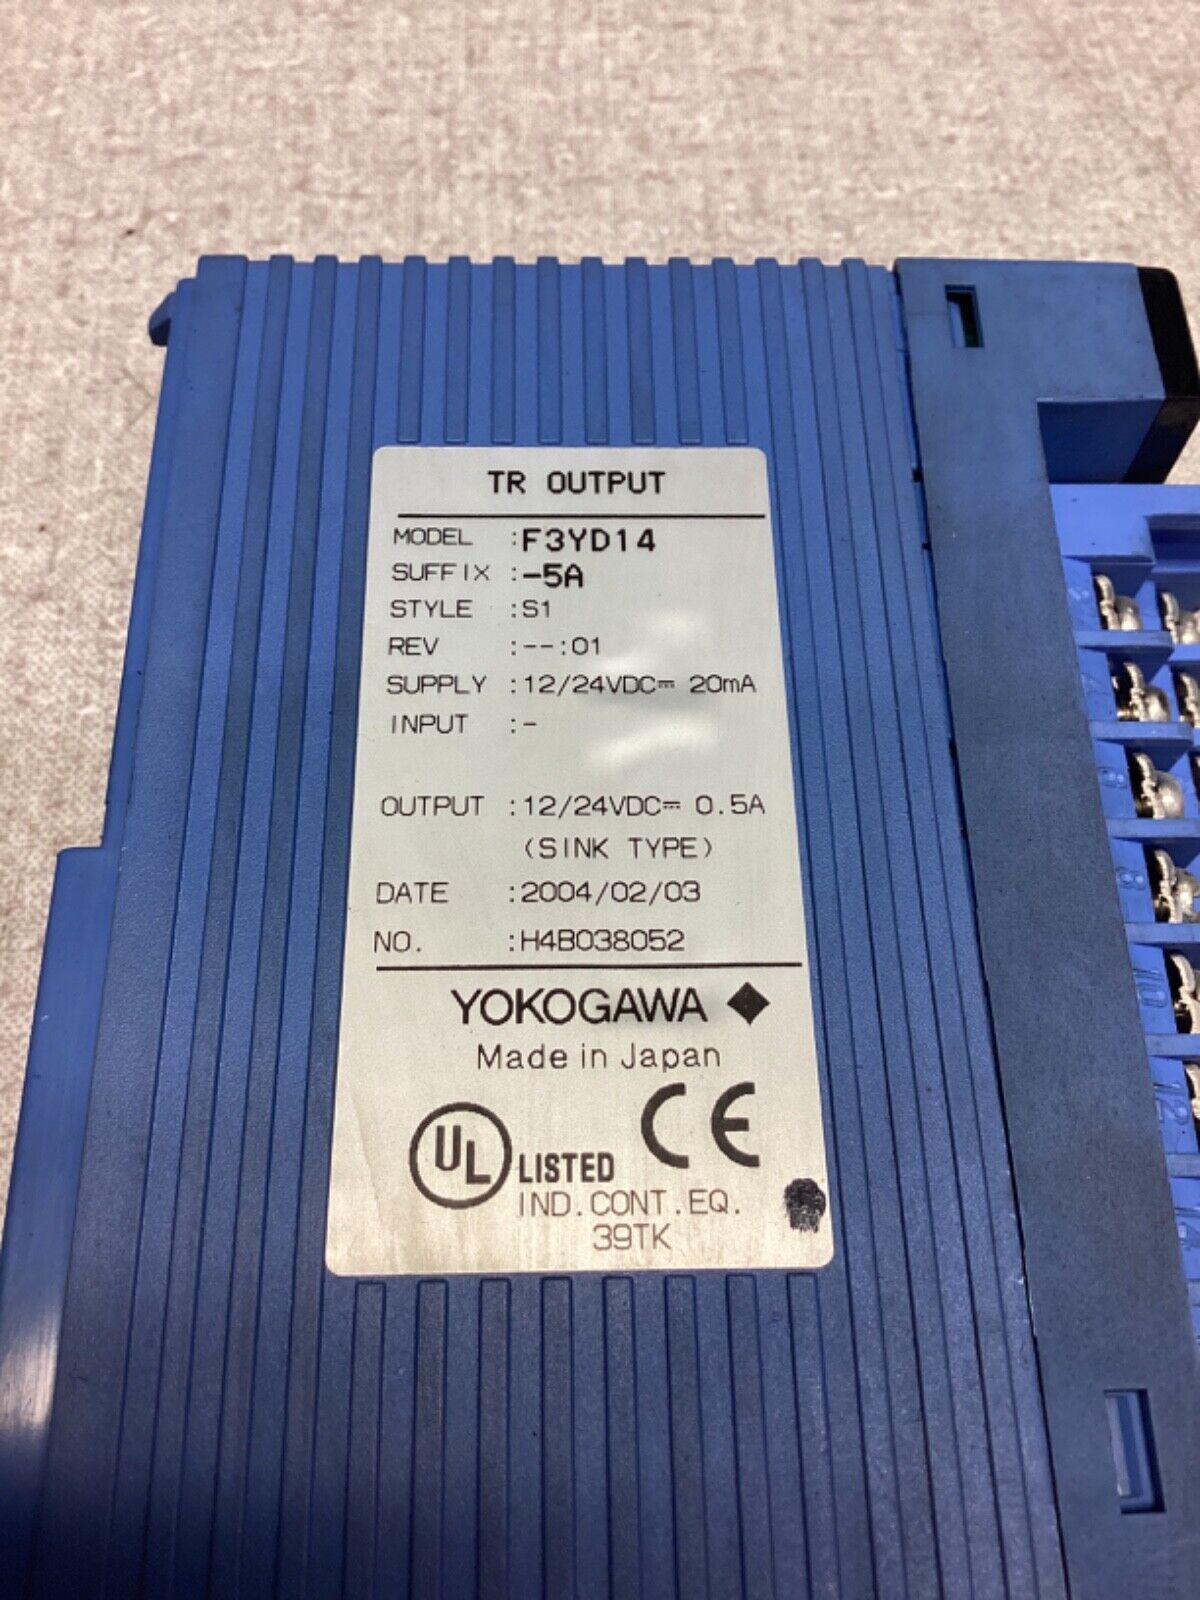 TR OUTPUT
MODEL :F3YD14
SUFFIX :-5A
STYLE :S1
REV :--:01
SUPPLY :12/24VDC⎓ 20mA
INPUT :-
OUTPUT :12/24VDC⎓ 0.5A
(SINK TYPE)
DATE :2004/02/03
NO. :H4B038052
YOKOGAWA ◆
Made in Japan
UL LISTED CE
IND.CONT.EQ.
39TK
12